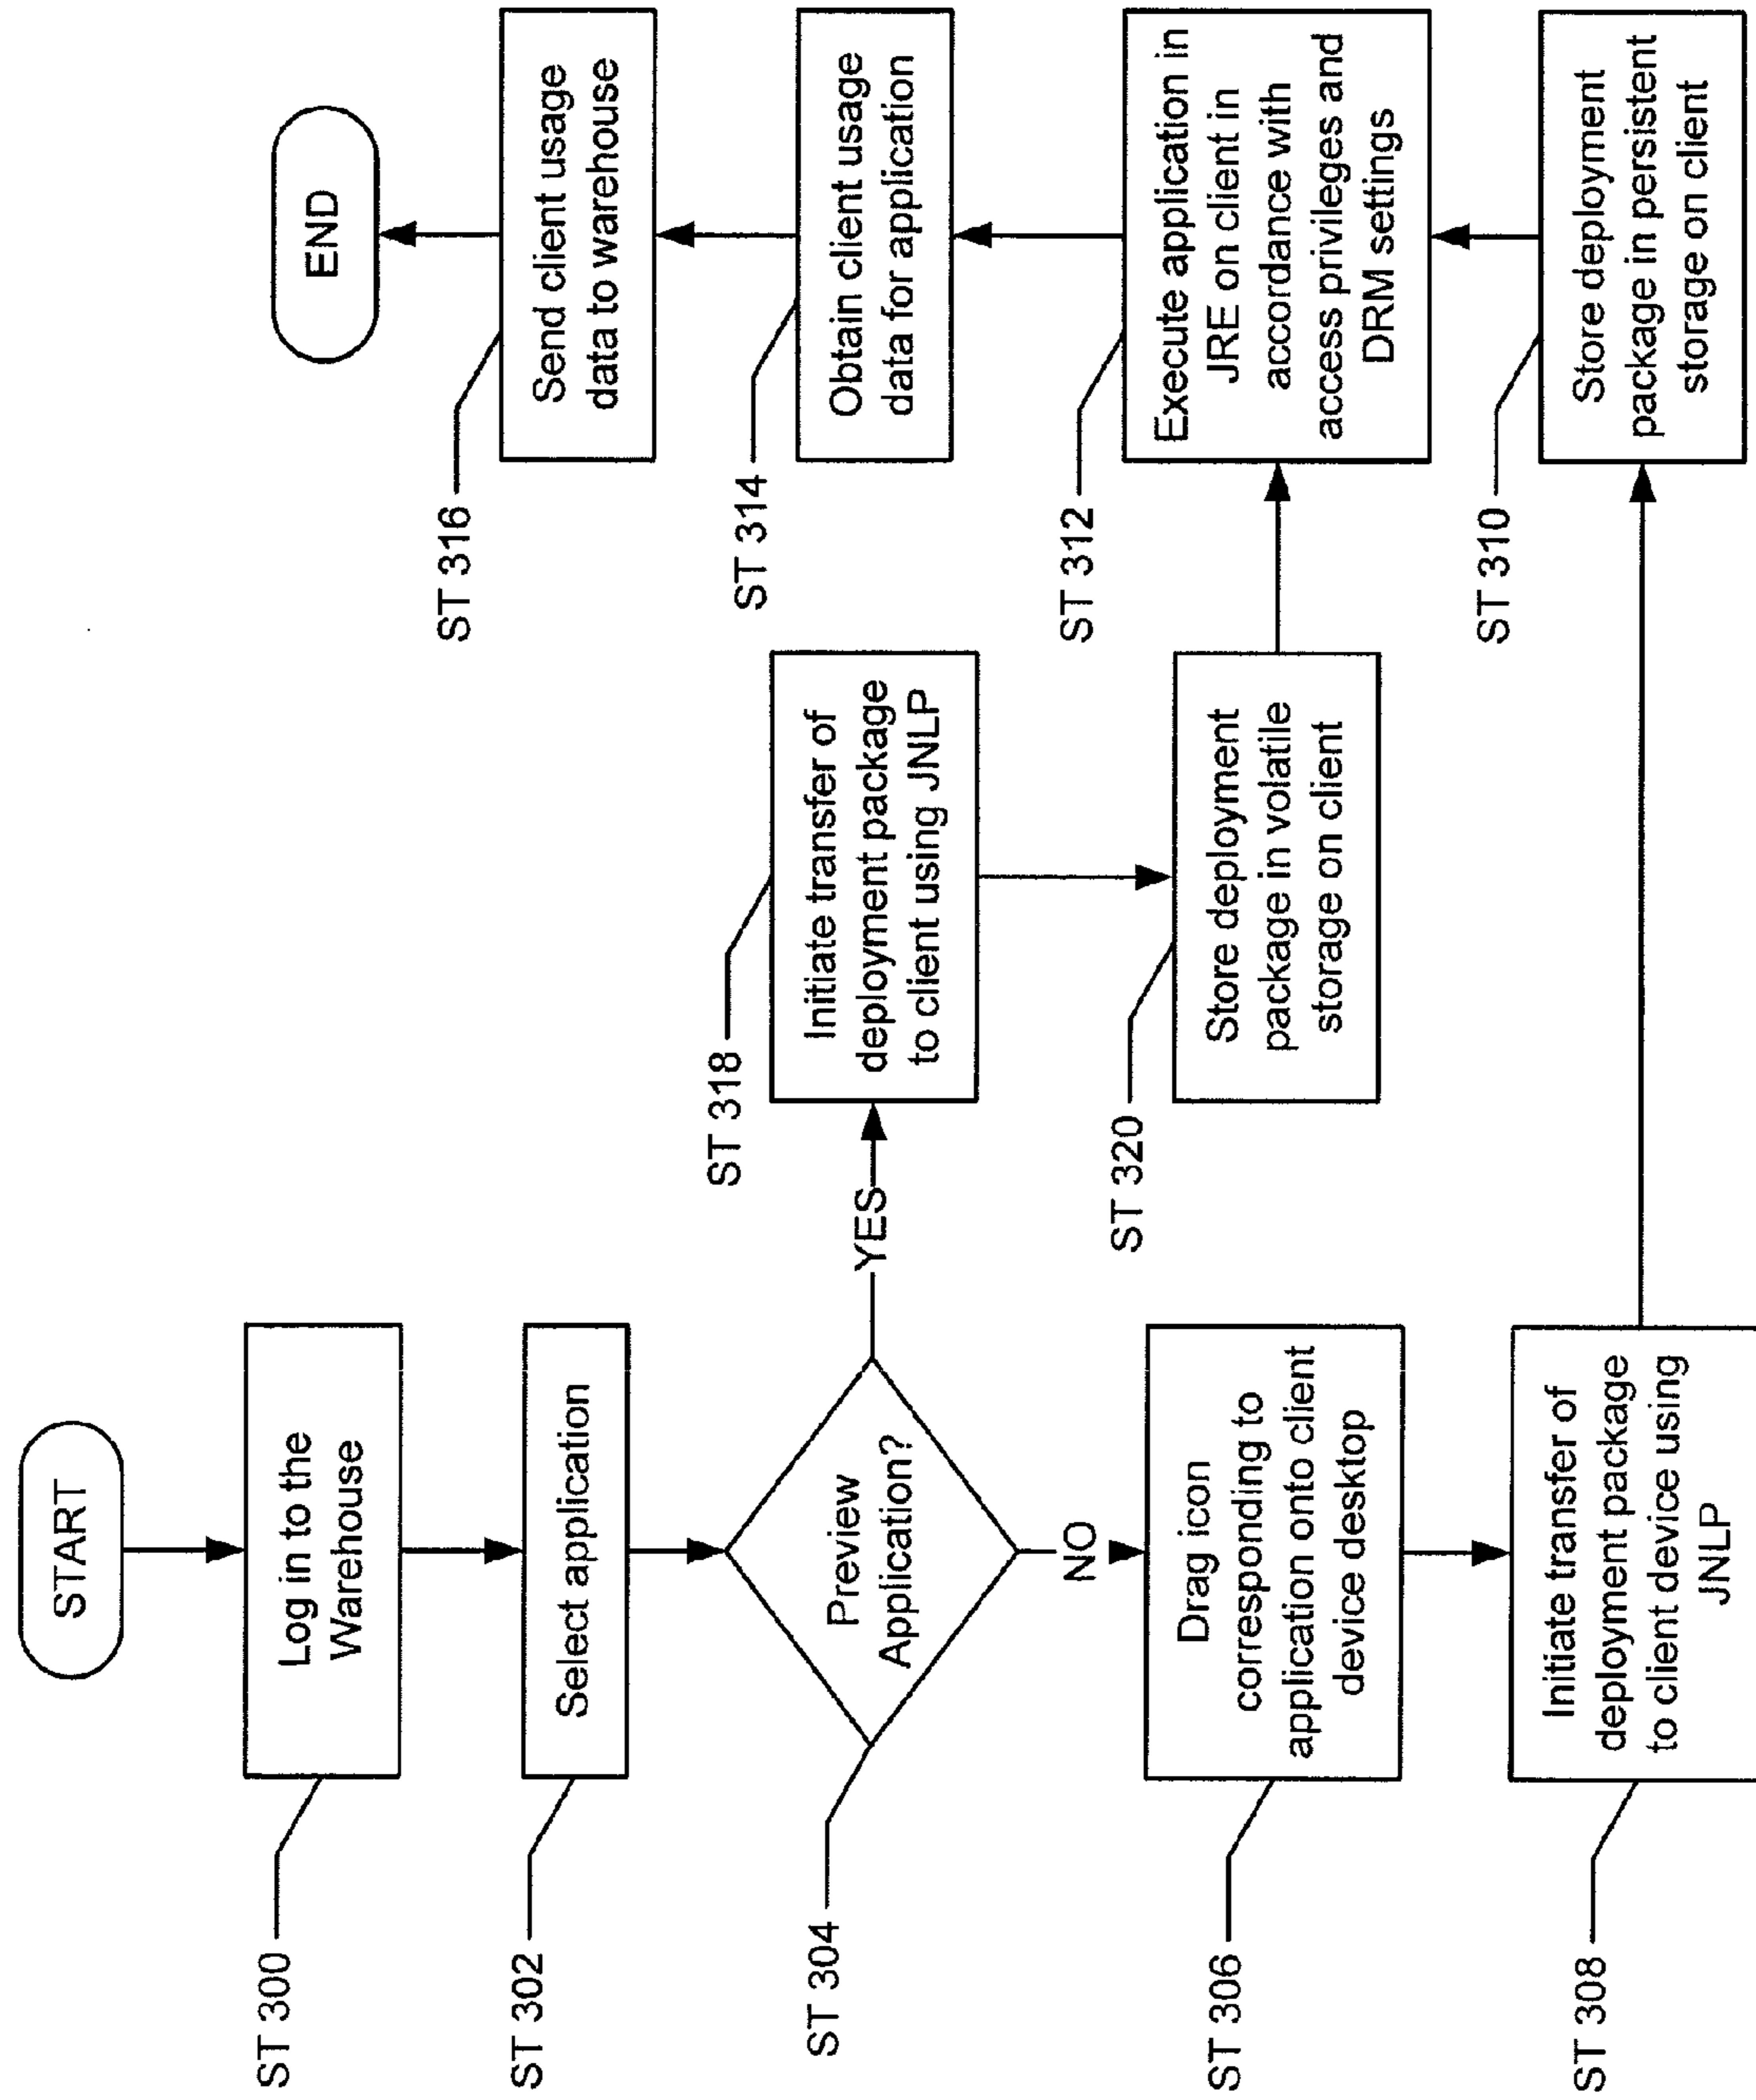 START
ST 300
Log in to the
Warehouse
ST 302
Select application
ST 304
Preview
Application?
YES
NO
ST 306
Drag icon
corresponding to
application onto client
device desktop
ST 308
Initiate transfer of
deployment package
to client device using
JNLP
ST 318
Initiate transfer of
deployment package
to client using JNLP
ST 320
Store deployment
package in volatile
storage on client
END
ST 316
Send client usage
data to warehouse
ST 314
Obtain client usage
data for application
ST 312
Execute application in
JRE on client in
accordance with
access privileges and
DRM settings
ST 310
Store deployment
package in persistent
storage on client